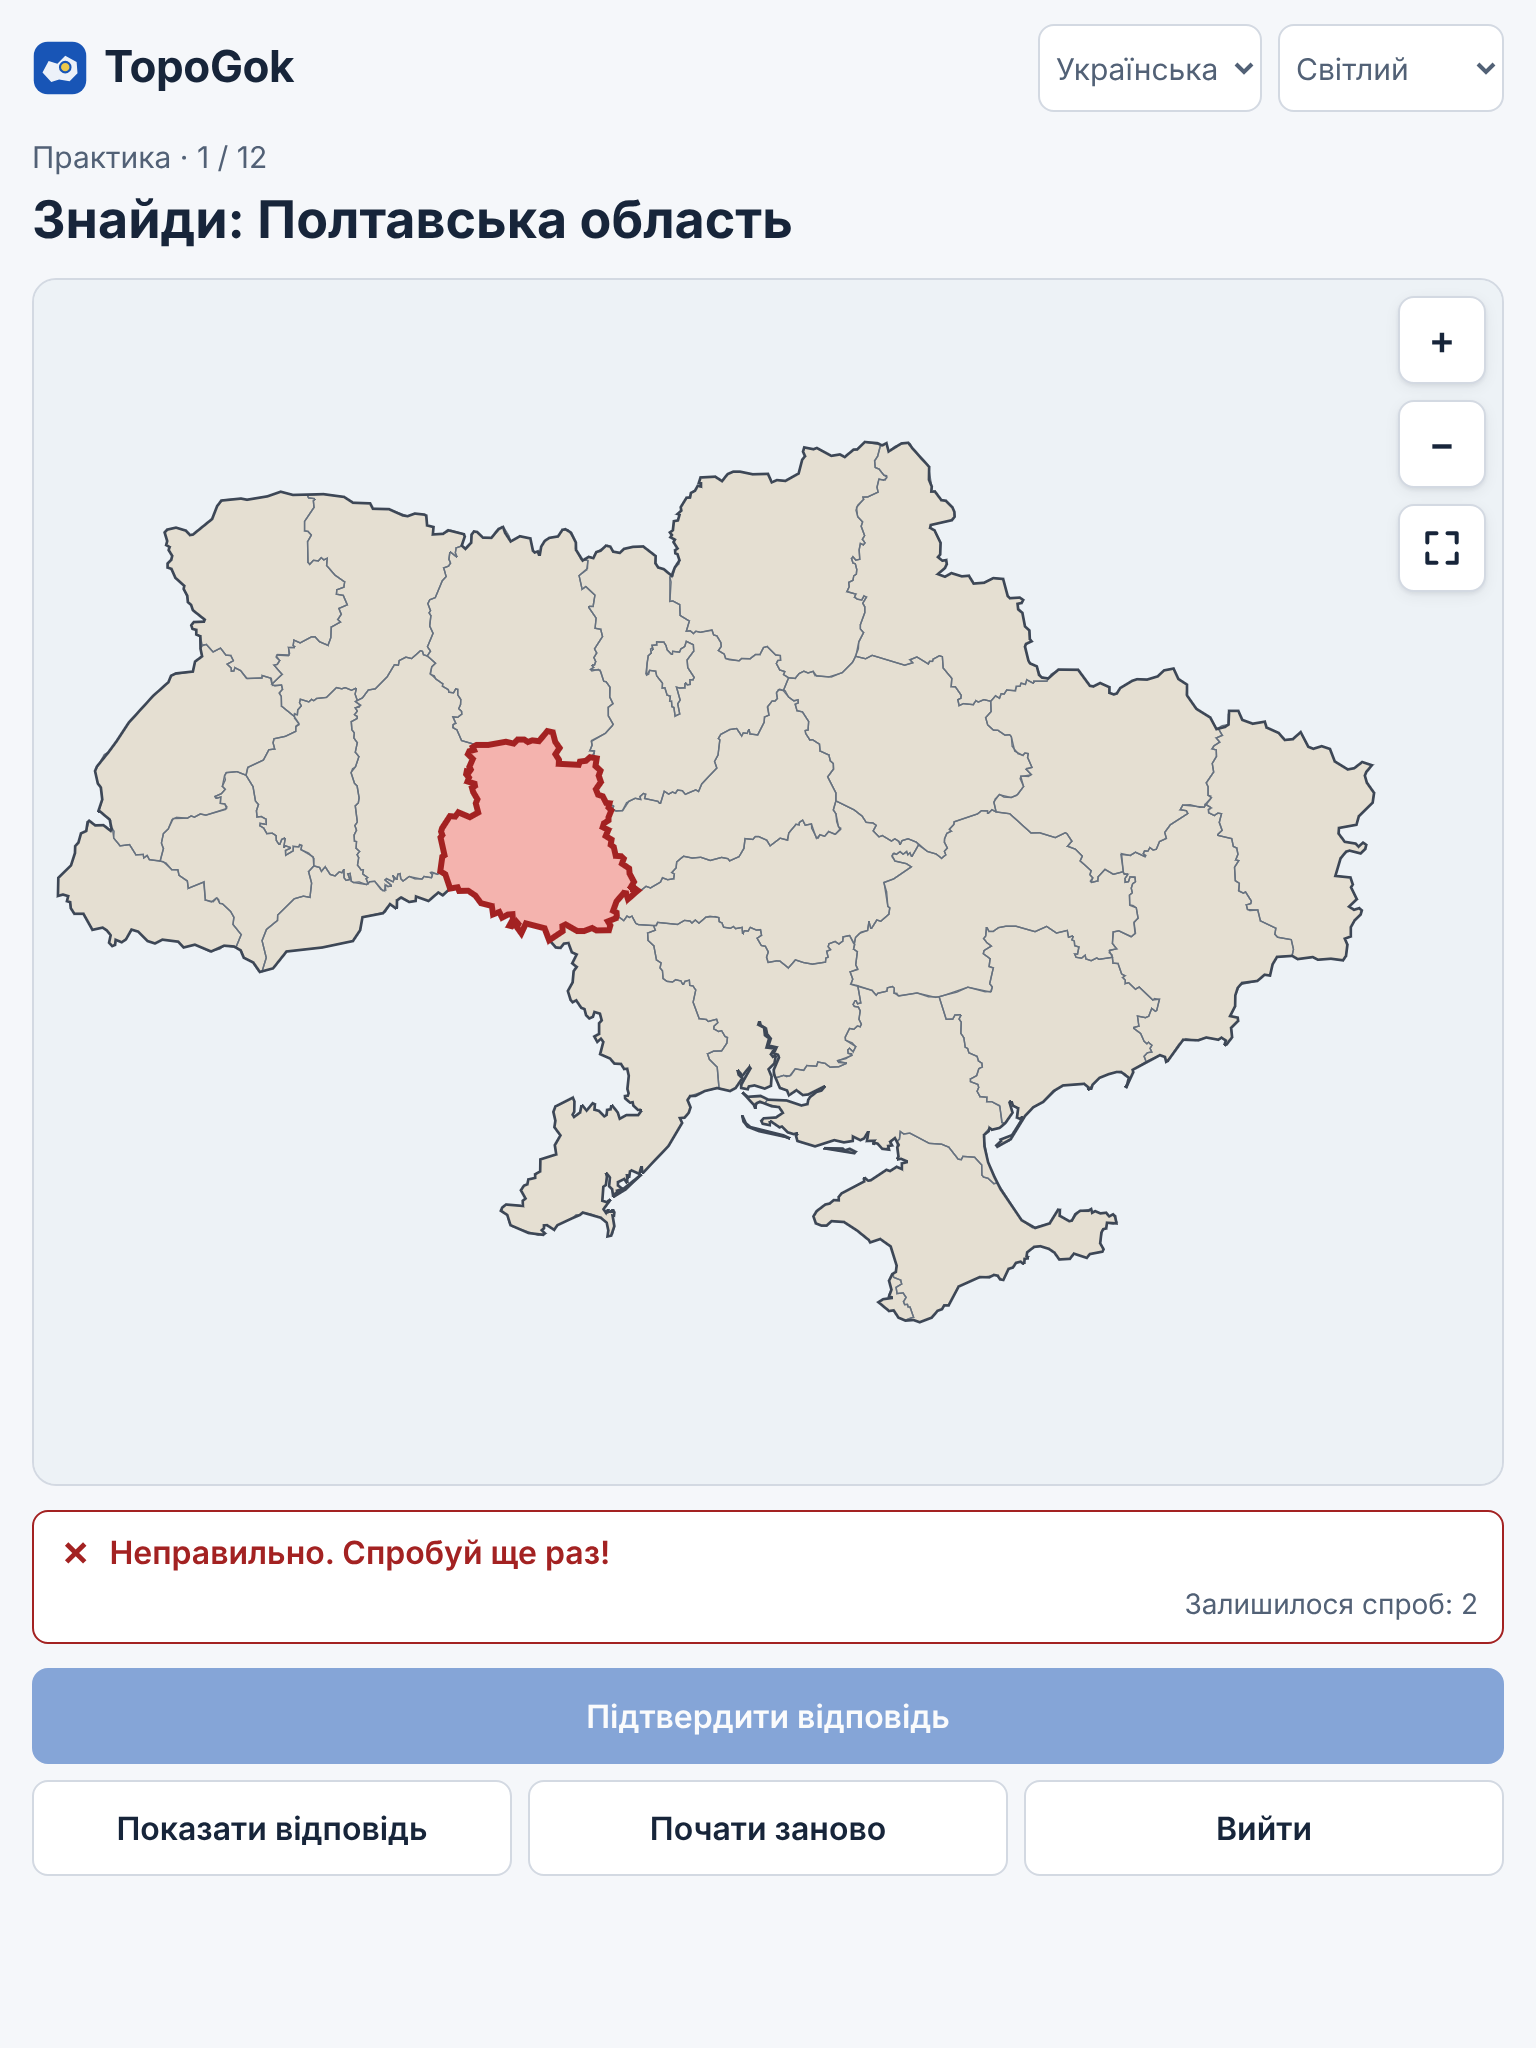 TopoGok
Українська
Світлий
Практика · 1 / 12
Знайди: Полтавська область
+
−
× Неправильно. Спробуй ще раз!
Залишилося спроб: 2
Підтвердити відповідь
Показати відповідь
Почати заново
Вийти